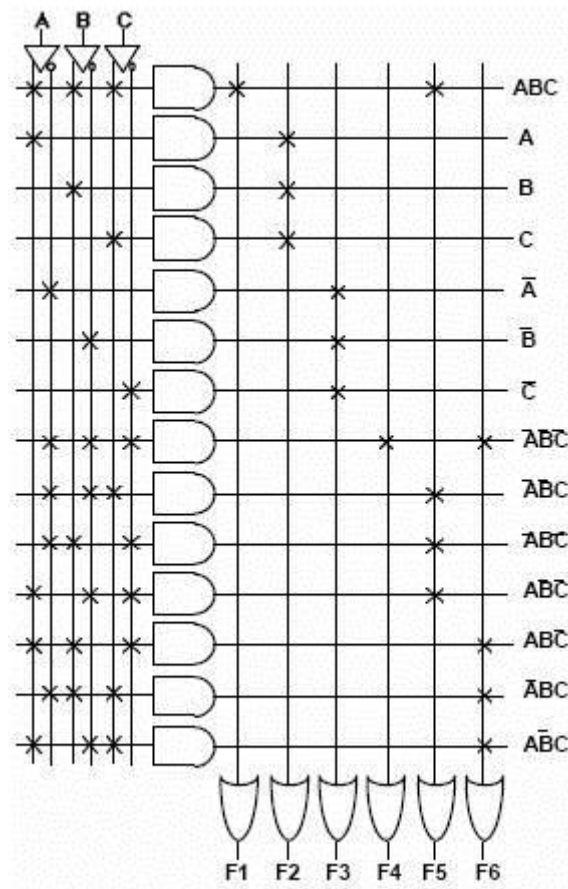 A B C
ABC
A
B
C
A̅
B̅
C̅
A̅B̅C̅
A̅B̅C
A̅BC̅
AB̅C̅
ABC̅
A̅BC
AB̅C
F1 F2 F3 F4 F5 F6